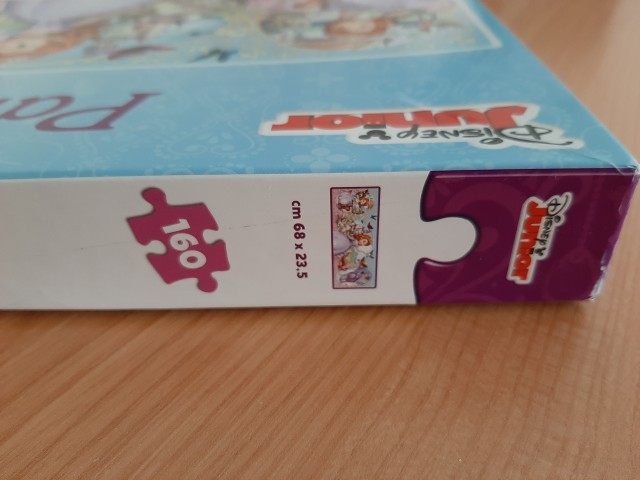 Pa
Disney
Junior
160
cm 68 x 23.5
Disney
Junior